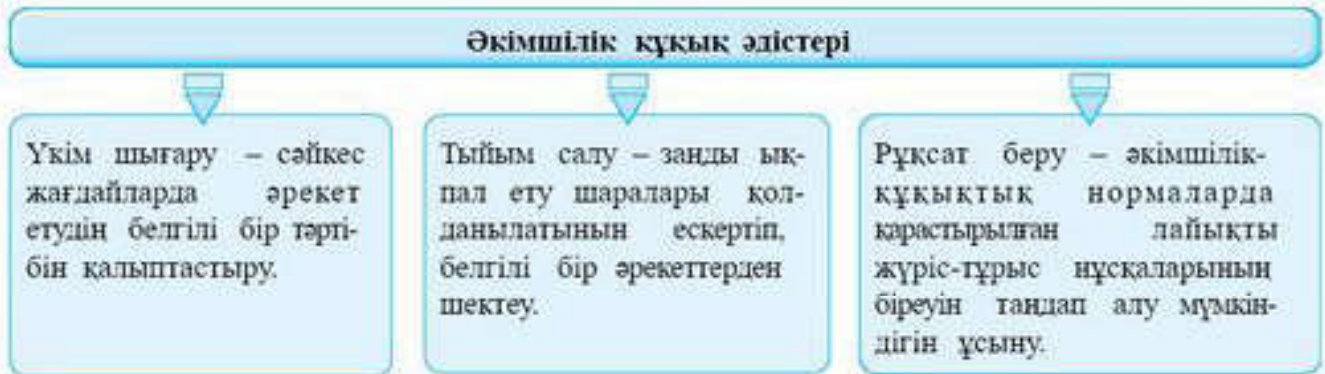 Әкімшілік құқық әдістері
Үкім шығару – сәйкес
жағдайларда әрекет
етудің белгілі бір тәрті-
бін қалыптастыру.
Тыйым салу – заңды ық-
пал ету шаралары қол-
данылатынын ескертіп,
белгілі бір әрекеттерден
шектеу.
Рұқсат беру – әкімшілік-
құқықтық нормаларда
қарастырылған лайықты
жүріс-тұрыс нұсқаларының
біреуін таңдап алу мүмкін-
дігін ұсыну.